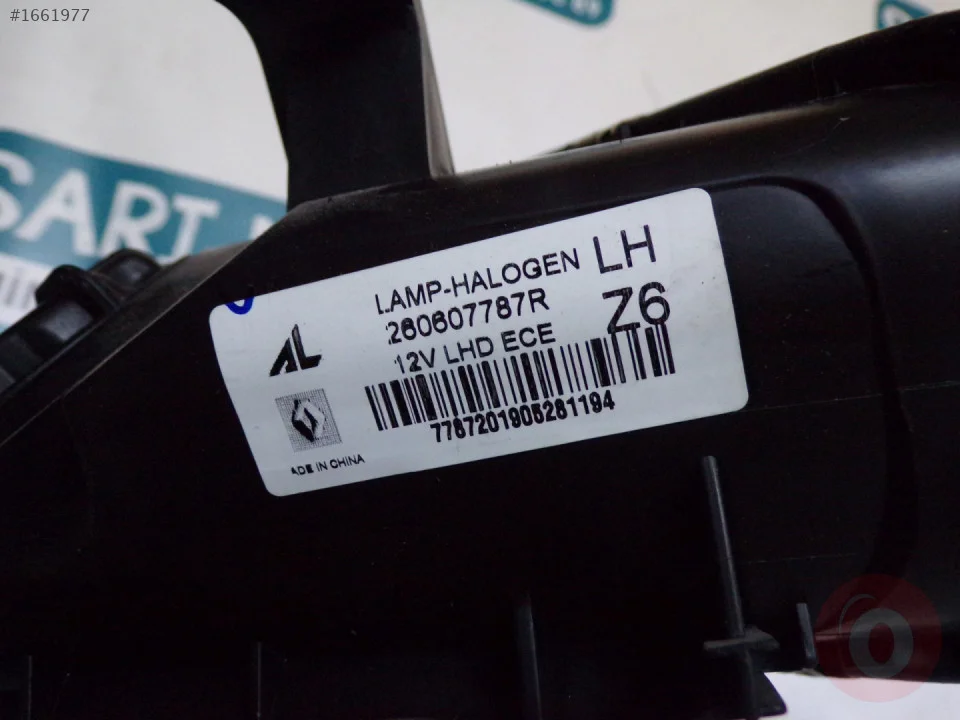 #1661977
SART
LAMP-HALOGEN LH
260607787R Z6
12V LHD ECE
AL
7787201905281194
ADE IN CHINA
O